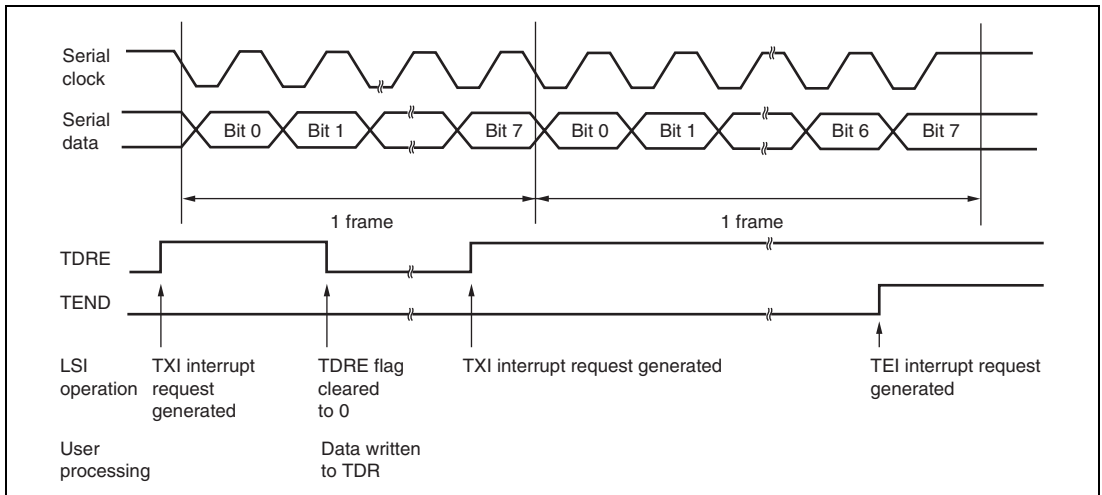 Serial
clock
Serial
data
Bit 0 Bit 1 Bit 7 Bit 0 Bit 1 Bit 6 Bit 7
1 frame 1 frame
TDRE
TEND
LSI
operation
TXI interrupt
request
generated
TDRE flag
cleared
to 0
TXI interrupt request generated
TEI interrupt request
generated
User
processing
Data written
to TDR